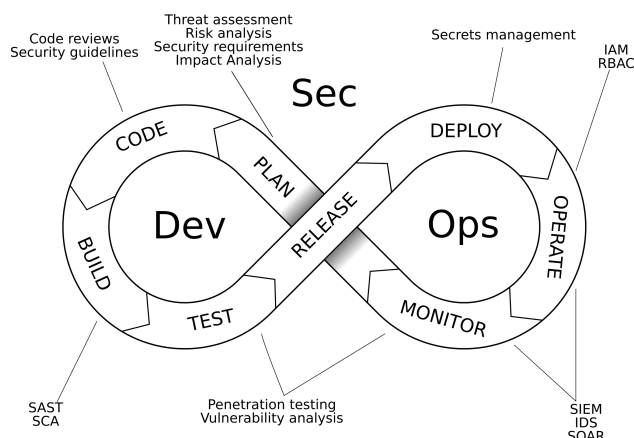 Threat assessment
Risk analysis
Security requirements
Impact Analysis
Code reviews
Security guidelines
Secrets management
IAM
RBAC
Sec
CODE
PLAN
DEPLOY
Dev
RELEASE
Ops
OPERATE
BUILD
TEST
MONITOR
SAST
SCA
Penetration testing
Vulnerability analysis
SIEM
IDS
SOAR